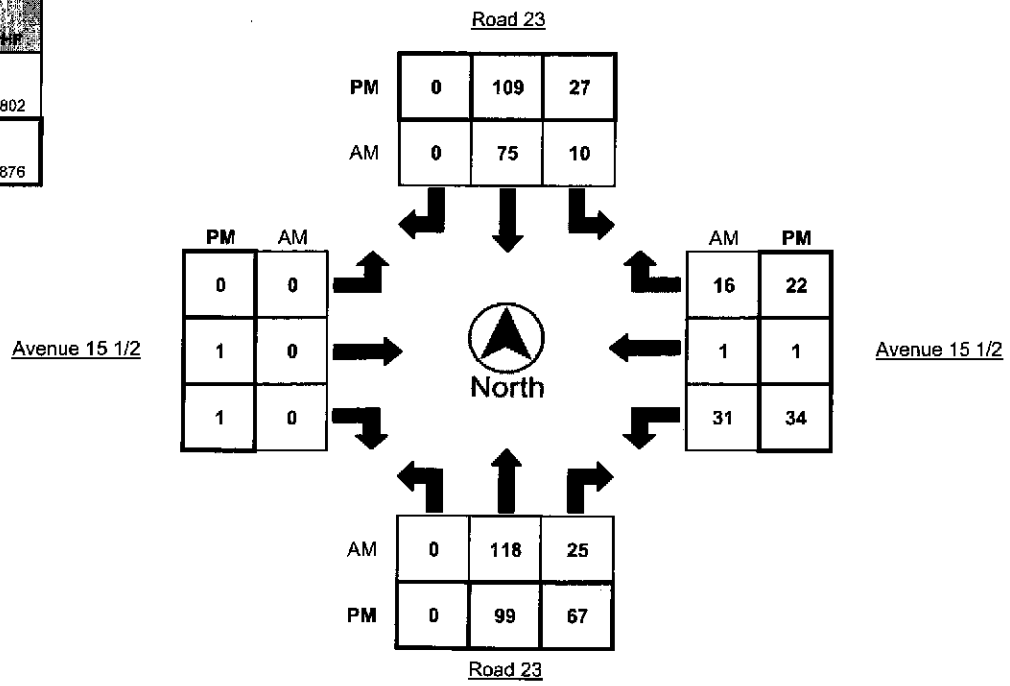 802
876
Road 23
PM 0 109 27
AM 0 75 10
PM AM
0 0
1 0
1 0
Avenue 15 1/2
North
AM PM
16 22
1 1
31 34
Avenue 15 1/2
AM 0 118 25
PM 0 99 67
Road 23